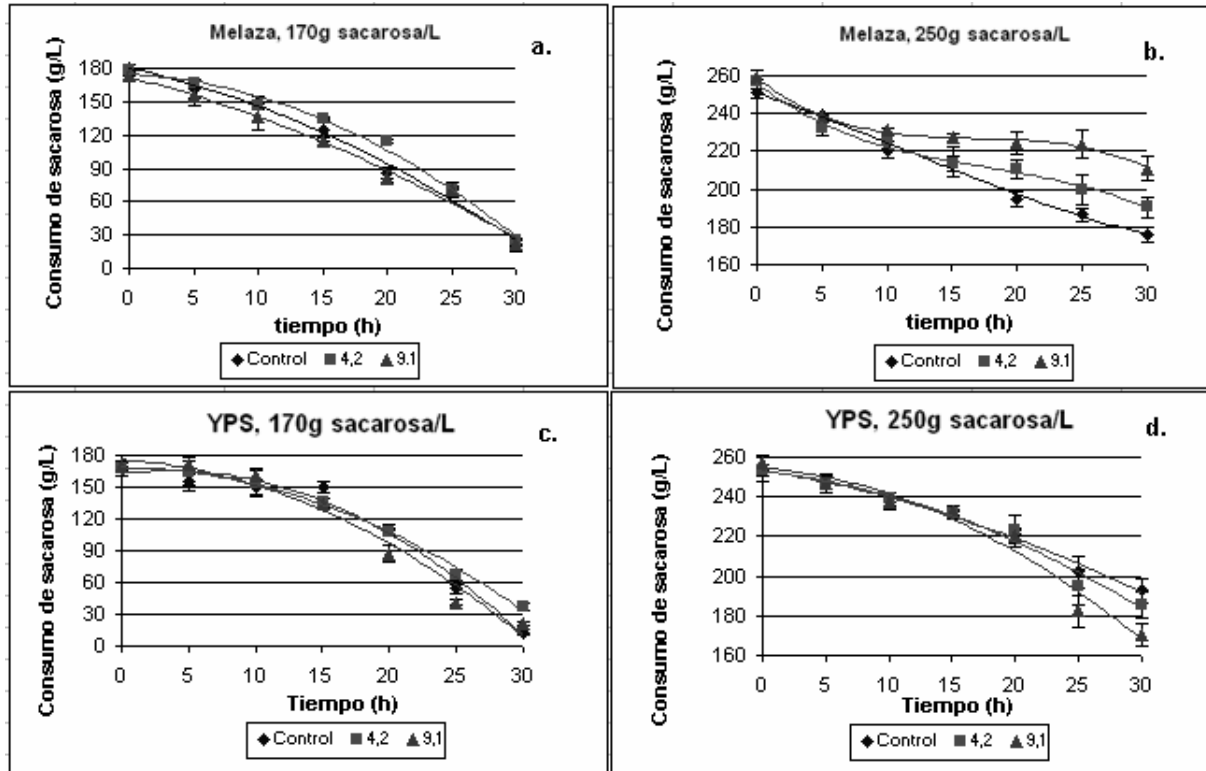 Melaza, 170g sacarosa/L
a.
Consumo de sacarosa (g/L)
180
150
120
90
60
30
0
0 5 10 15 20 25 30
tiempo (h)
Control 4,2 9.1
Melaza, 250g sacarosa/L
b.
Consumo de sacarosa (g/L)
260
240
220
200
180
160
0 5 10 15 20 25 30
tiempo (h)
Control 4,2 9.1
YPS, 170g sacarosa/L
c.
Consumo de sacarosa (g/L)
180
150
120
90
60
30
0
0 5 10 15 20 25 30
Tiempo (h)
Control 4,2 9,1
YPS, 250g sacarosa/L
d.
Consumo de sacarosa (g/L)
260
240
220
200
180
160
0 5 10 15 20 25 30
Tiempo (h)
Control 4,2 9,1